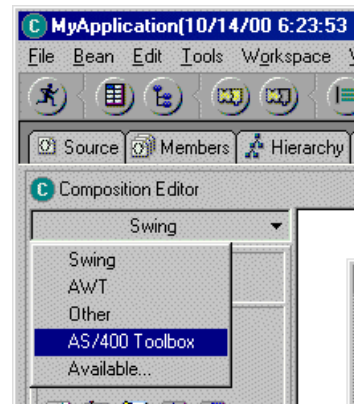 C MyApplication(10/14/00 6:23:53
File Bean Edit Tools Workspace
Source Members Hierarchy
C Composition Editor
Swing
Swing
AWT
Other
AS/400 Toolbox
Available...